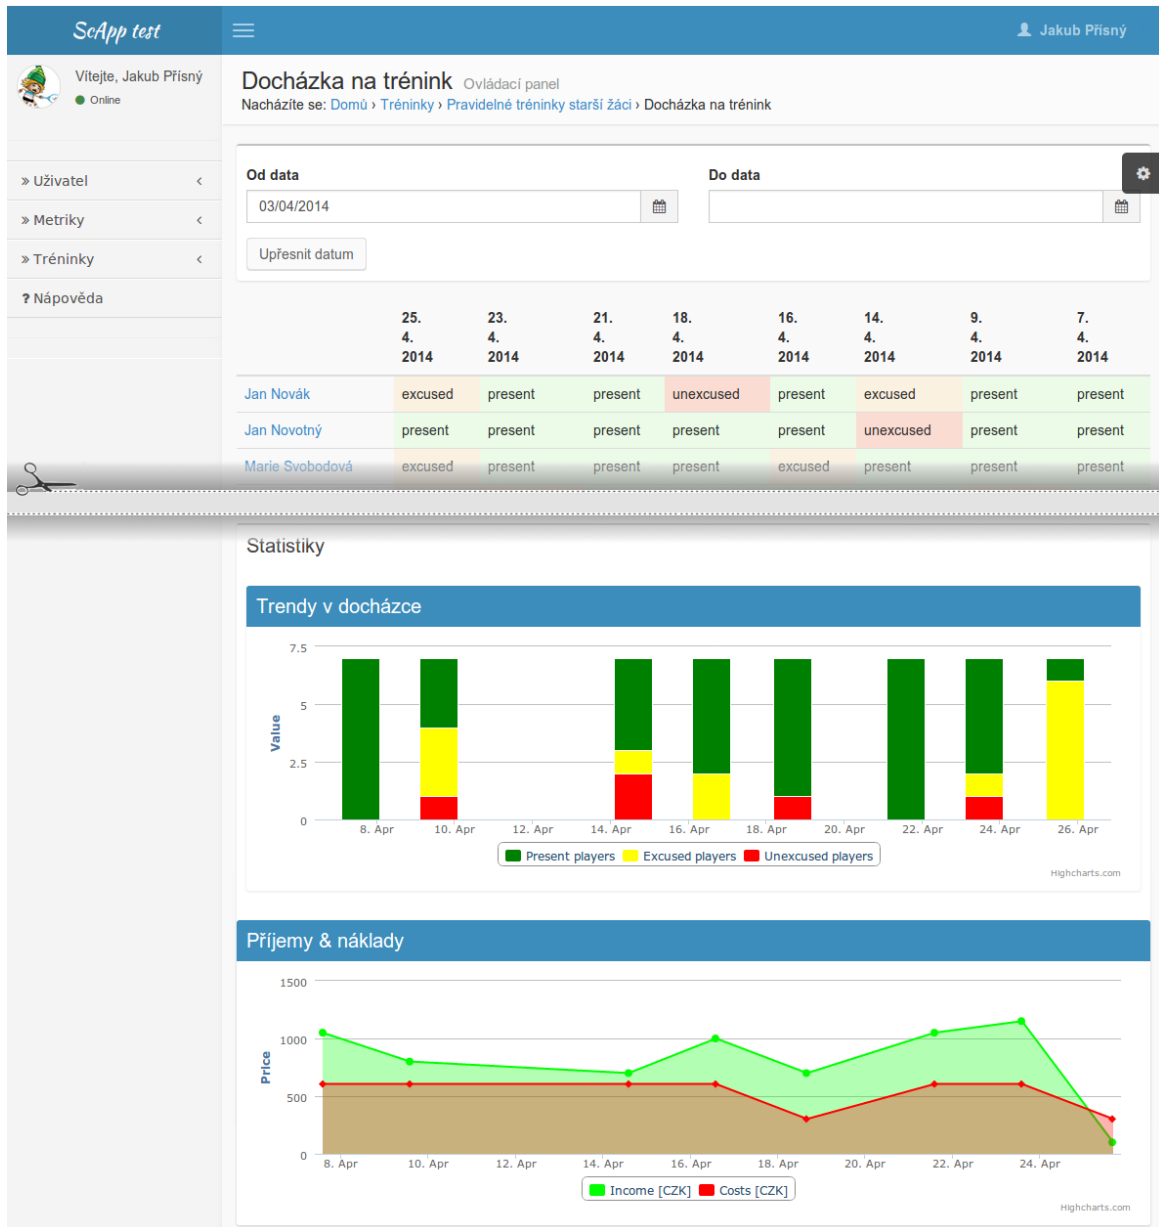 ScApp test
Jakub Přísný
Vítejte, Jakub Přísný
Online
Docházka na trénink Ovládací panel
Nacházíte se: Domů › Tréninky › Pravidelné tréninky starší žáci › Docházka na trénink
» Uživatel
» Metriky
» Tréninky
? Nápověda
Od data Do data
03/04/2014
Upřesnit datum
25. 23. 21. 18. 16. 14. 9. 7.
4. 4. 4. 4. 4. 4. 4. 4.
2014 2014 2014 2014 2014 2014 2014 2014
Jan Novák excused present present unexcused present excused present present
Jan Novotný present present present present present unexcused present present
Marie Svobodová excused present present present excused present present present
Statistiky
Trendy v docházce
7.5
5
2.5
0
Value
8. Apr 10. Apr 12. Apr 14. Apr 16. Apr 18. Apr 20. Apr 22. Apr 24. Apr 26. Apr
Present players Excused players Unexcused players
Highcharts.com
Příjemy & náklady
1500
1000
500
0
Price
8. Apr 10. Apr 12. Apr 14. Apr 16. Apr 18. Apr 20. Apr 22. Apr 24. Apr
Income [CZK] Costs [CZK]
Highcharts.com